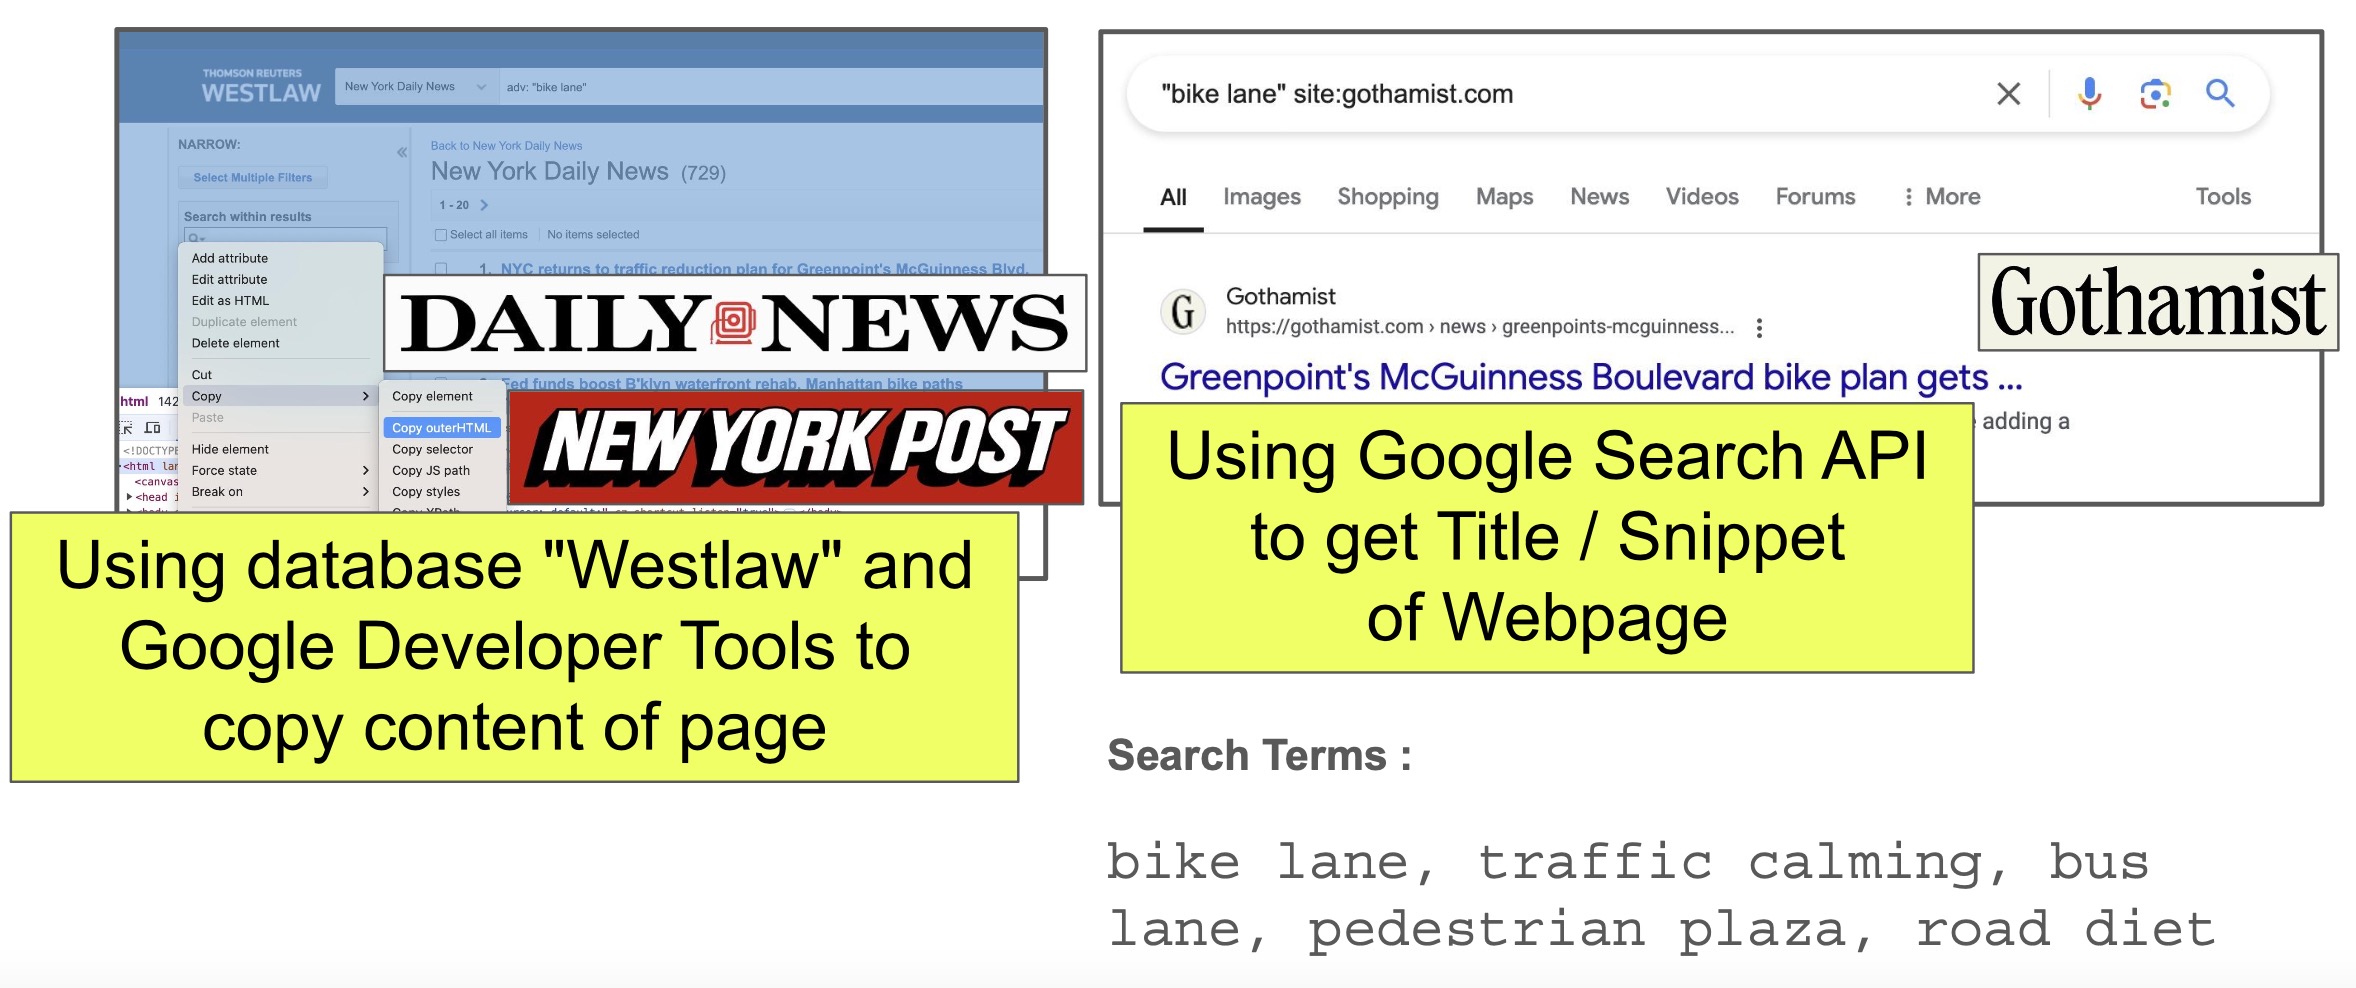 THOMSON REUTERS
WESTLAW
New York Daily News
adv: "bike lane"
NARROW:
Select Multiple Filters
Search within results
Back to New York Daily News
New York Daily News (729)
1 - 20
Select all items
No items selected
1. NYC returns to traffic reduction plan for Greenpoint's McGuinness Blvd.
DAILY NEWS
Fed funds boost B'klyn waterfront rehab, Manhattan bike paths
NEW YORK POST
Add attribute
Edit attribute
Edit as HTML
Duplicate element
Delete element
Cut
Copy
Paste
Hide element
Force state
Break on
Copy element
Copy outerHTML
Copy selector
Copy JS path
Copy styles
Copy XPath
html 142
<!DOCTYPE
<html lan
<canvas
<head i
Using database "Westlaw" and
Google Developer Tools to
copy content of page
"bike lane" site:gothamist.com
All Images Shopping Maps News Videos Forums More Tools
G
Gothamist
https://gothamist.com › news › greenpoints-mcguinness...
Gothamist
Greenpoint's McGuinness Boulevard bike plan gets ...
adding a
Using Google Search API
to get Title / Snippet
of Webpage
Search Terms :
bike lane, traffic calming, bus
lane, pedestrian plaza, road diet